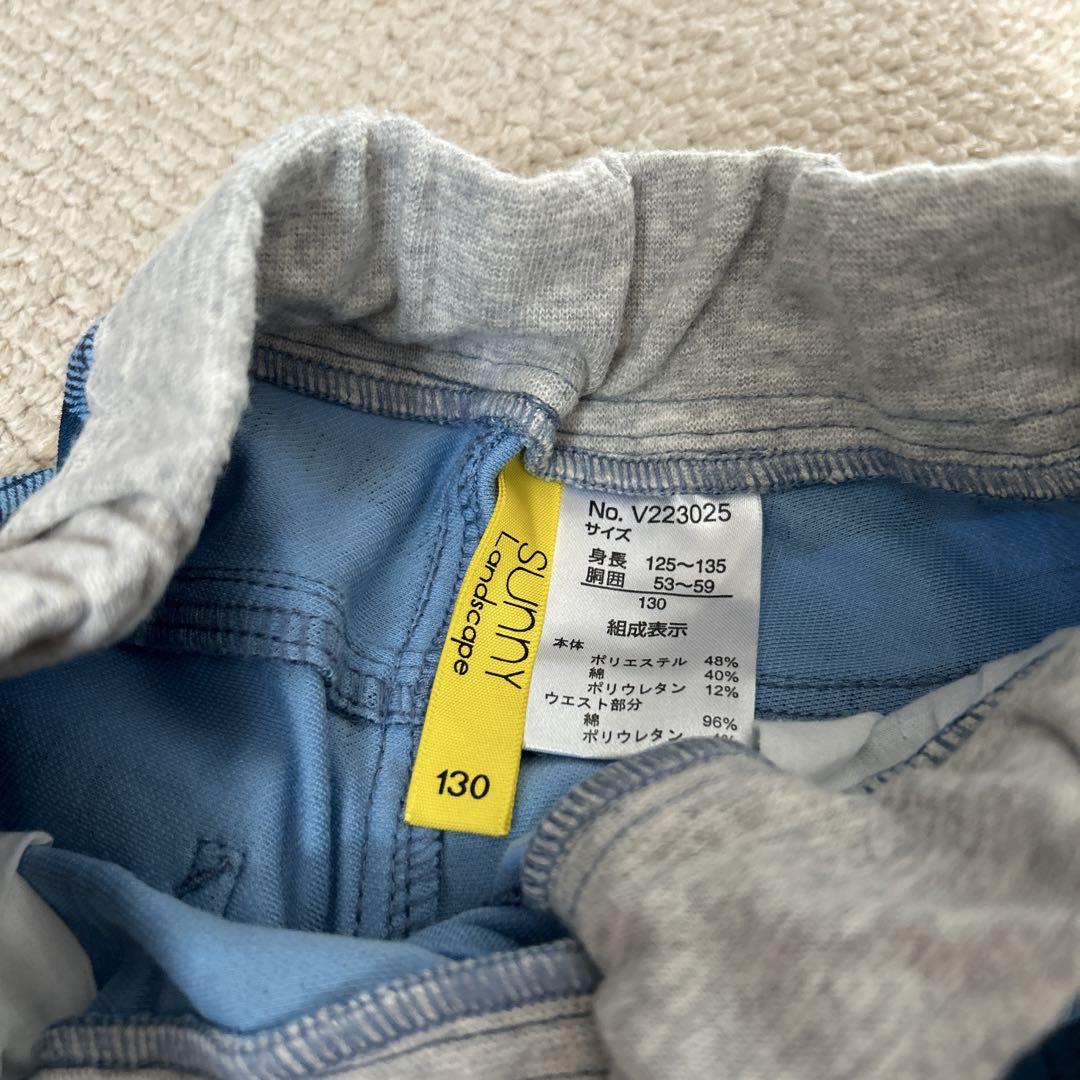 sunny
Landscape
130
No. V223025
サイズ
身長 125～135
胴囲 53～59
130
組成表示
本体
ポリエステル 48%
綿 40%
ポリウレタン 12%
ウエスト部分
綿 96%
ポリウレタン 4%